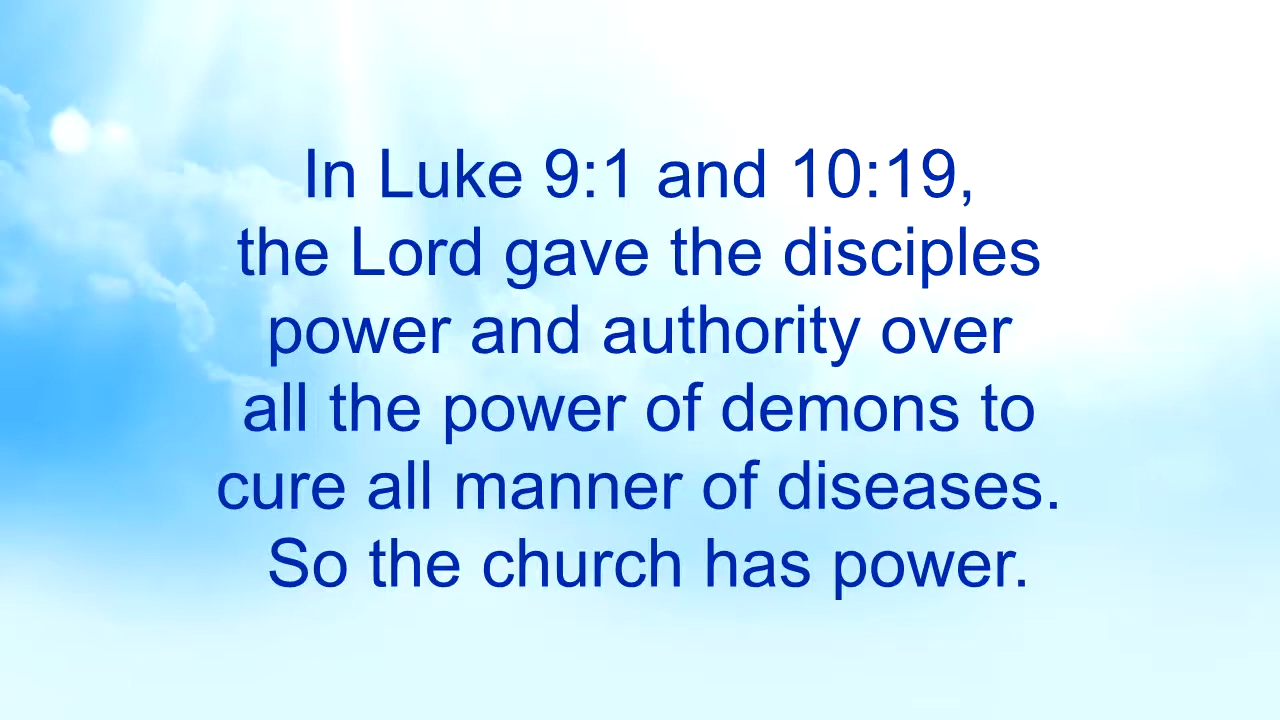 In Luke 9:1 and 10:19,
the Lord gave the disciples
power and authority over
all the power of demons to
cure all manner of diseases.
So the church has power.